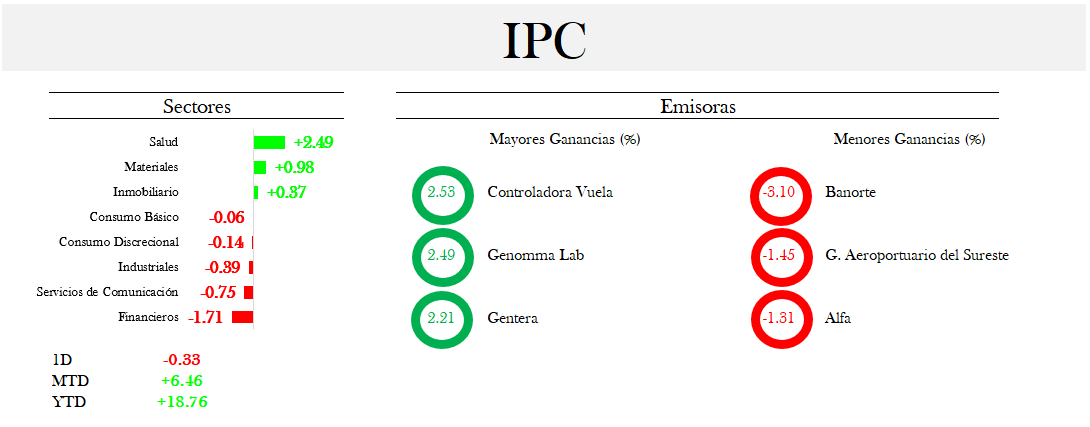 IPC
Sectores
Salud +2.49
Materiales +0.98
Inmobiliario +0.37
Consumo Básico -0.06
Consumo Discrecional -0.14
Industriales -0.39
Servicios de Comunicación -0.75
Financieros -1.71
1D -0.33
MTD +6.46
YTD +18.76
Emisoras
Mayores Ganancias (%)
2.53 Controladora Vuela
2.49 Genomma Lab
2.21 Gentera
Menores Ganancias (%)
-3.10 Banorte
-1.45 G. Aeroportuario del Sureste
-1.31 Alfa